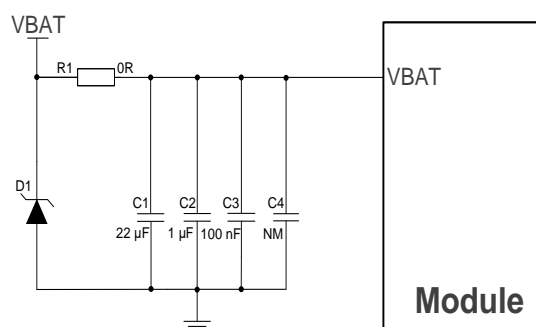 VBAT
R1 0R
VBAT
D1
C1 C2 C3 C4
22 µF 1 µF 100 nF NM
Module